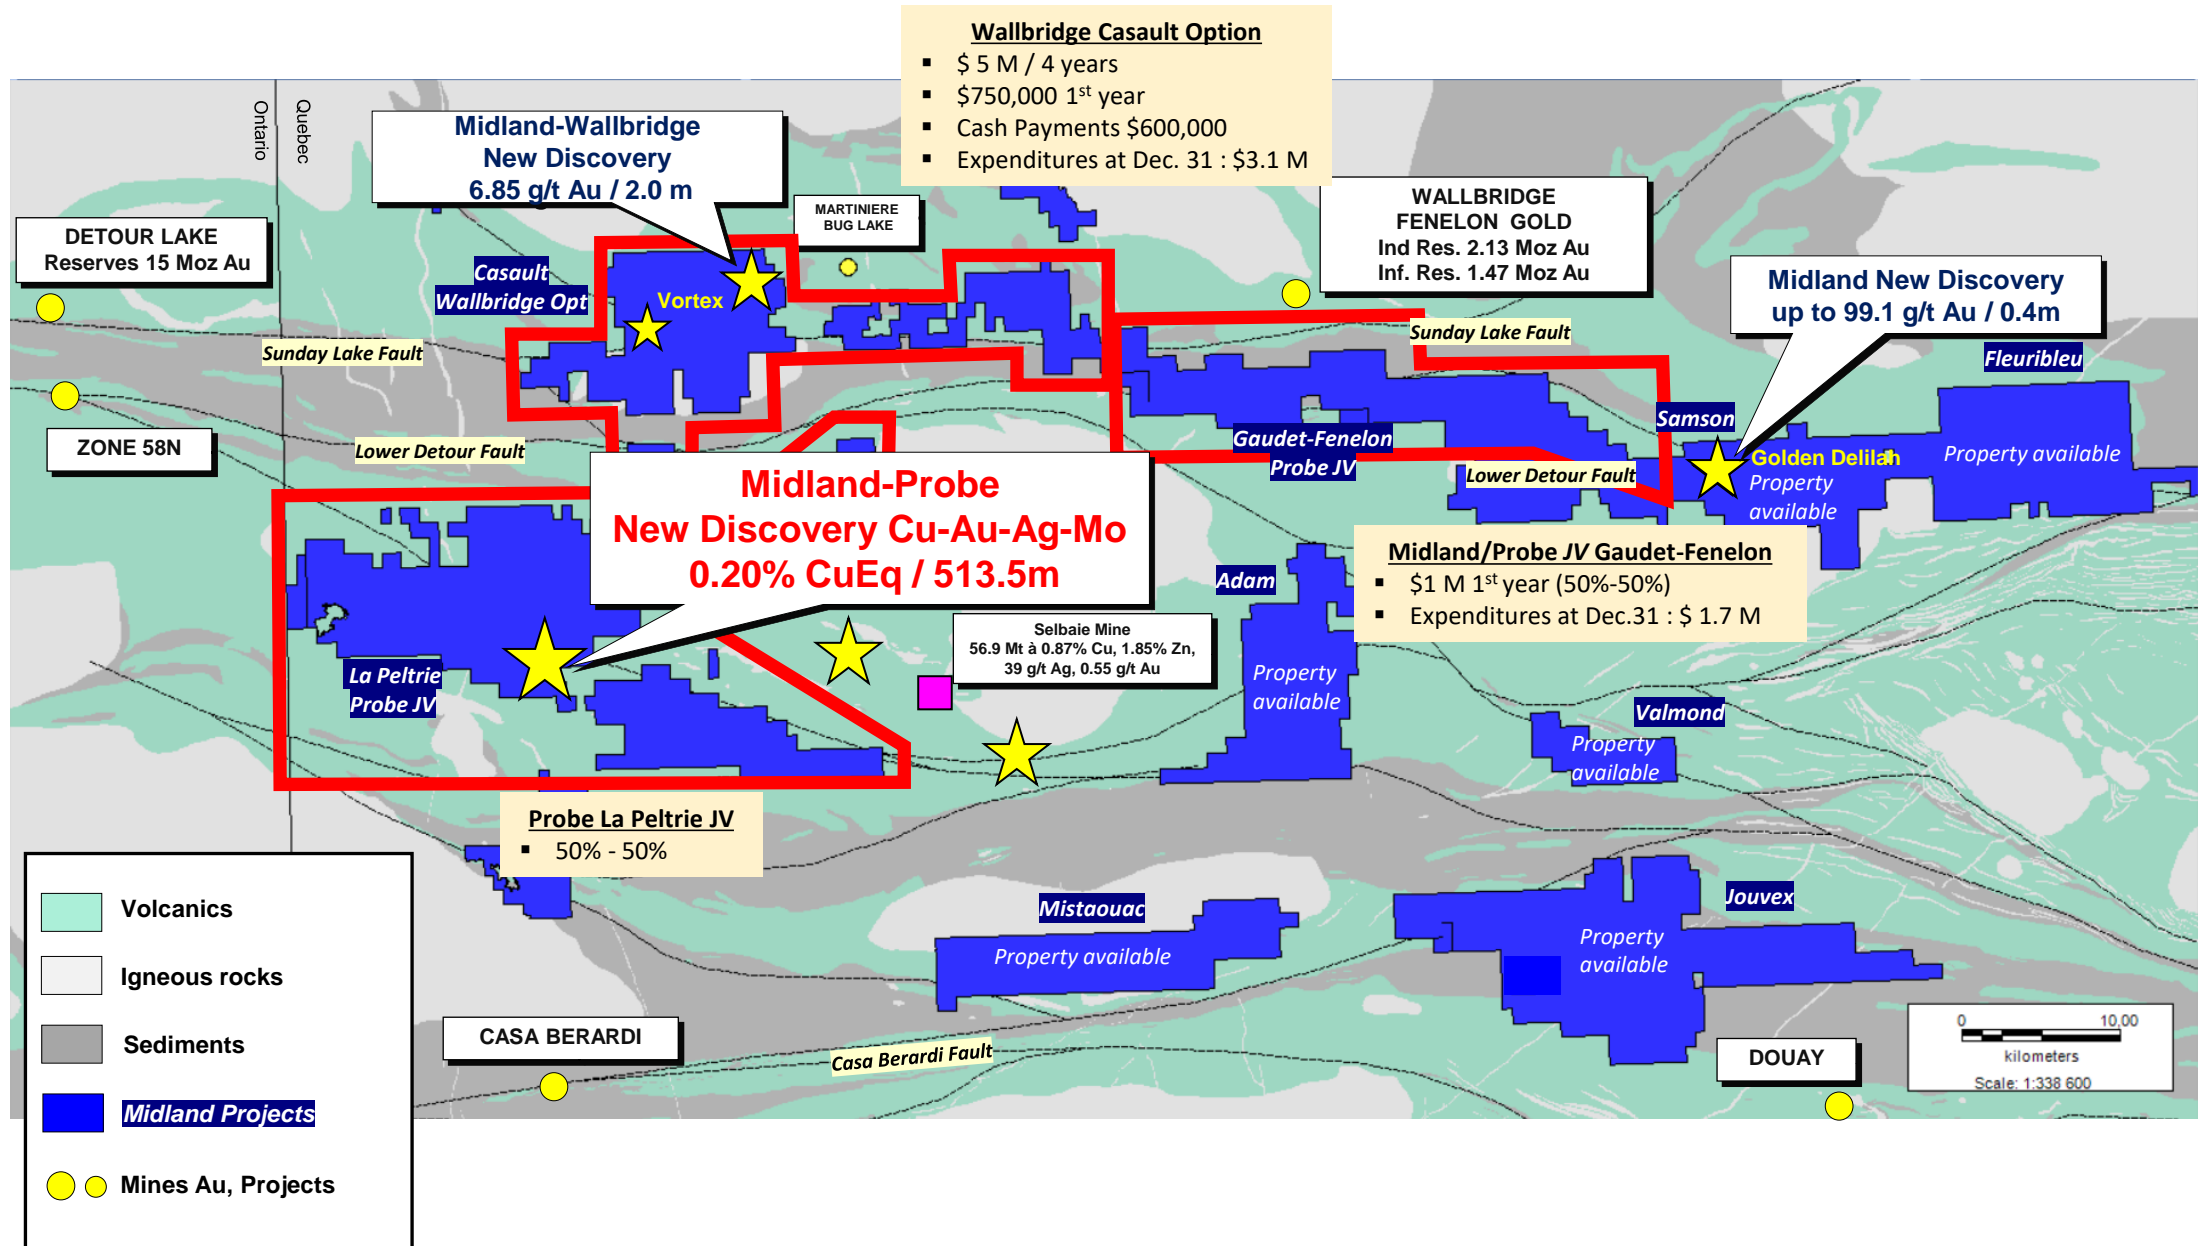 Wallbridge Casault Option
▪ $ 5 M / 4 years
▪ $750,000 1st year
▪ Cash Payments $600,000
▪ Expenditures at Dec. 31 : $3.1 M
Ontario
Quebec
Midland-Wallbridge
New Discovery
6.85 g/t Au / 2.0 m
MARTINIERE
BUG LAKE
WALLBRIDGE
FENELON GOLD
Ind Res. 2.13 Moz Au
Inf. Res. 1.47 Moz Au
DETOUR LAKE
Reserves 15 Moz Au
Casault
Wallbridge Opt
Vortex
Midland New Discovery
up to 99.1 g/t Au / 0.4m
Sunday Lake Fault
Sunday Lake Fault
Fleuribleu
Samson
ZONE 58N
Lower Detour Fault
Gaudet-Fenelon
Probe JV
Lower Detour Fault
Golden Delilah
Property
available
Property available
Midland-Probe
New Discovery Cu-Au-Ag-Mo
0.20% CuEq / 513.5m
Midland/Probe JV Gaudet-Fenelon
▪ $1 M 1st year (50%-50%)
▪ Expenditures at Dec.31 : $ 1.7 M
Adam
Selbaie Mine
56.9 Mt à 0.87% Cu, 1.85% Zn,
39 g/t Ag, 0.55 g/t Au
La Peltrie
Probe JV
Property
available
Valmond
Property
available
Probe La Peltrie JV
▪ 50% - 50%
Volcanics
Igneous rocks
Sediments
Midland Projects
Mines Au, Projects
Mistaouac
Property available
Jouvex
Property
available
CASA BERARDI
Casa Berardi Fault
DOUAY
0 10,00
kilometers
Scale: 1:338 600